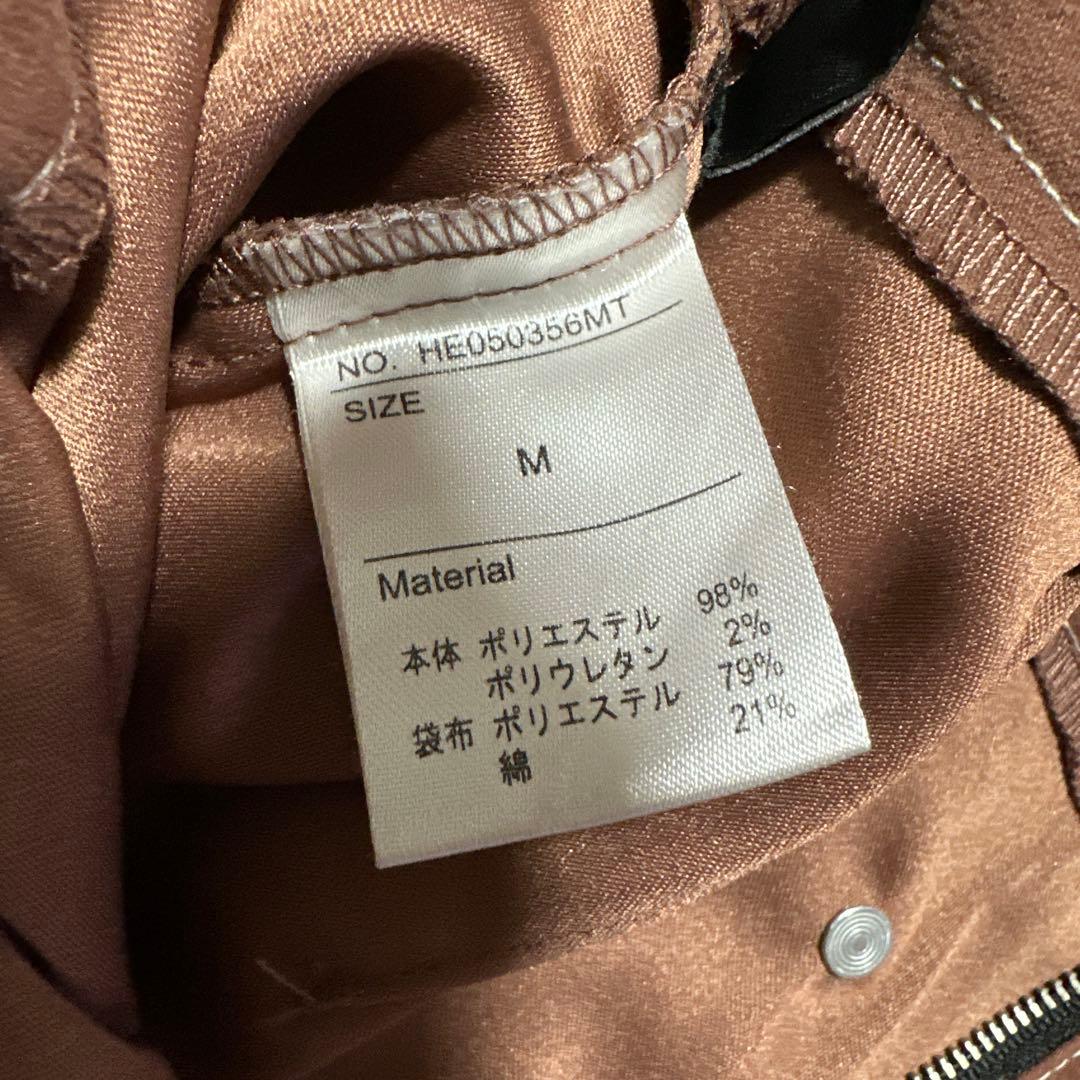 NO. HE050356MT
SIZE
M
Material
本体 ポリエステル 98%
ポリウレタン 2%
袋布 ポリエステル 79%
綿 21%